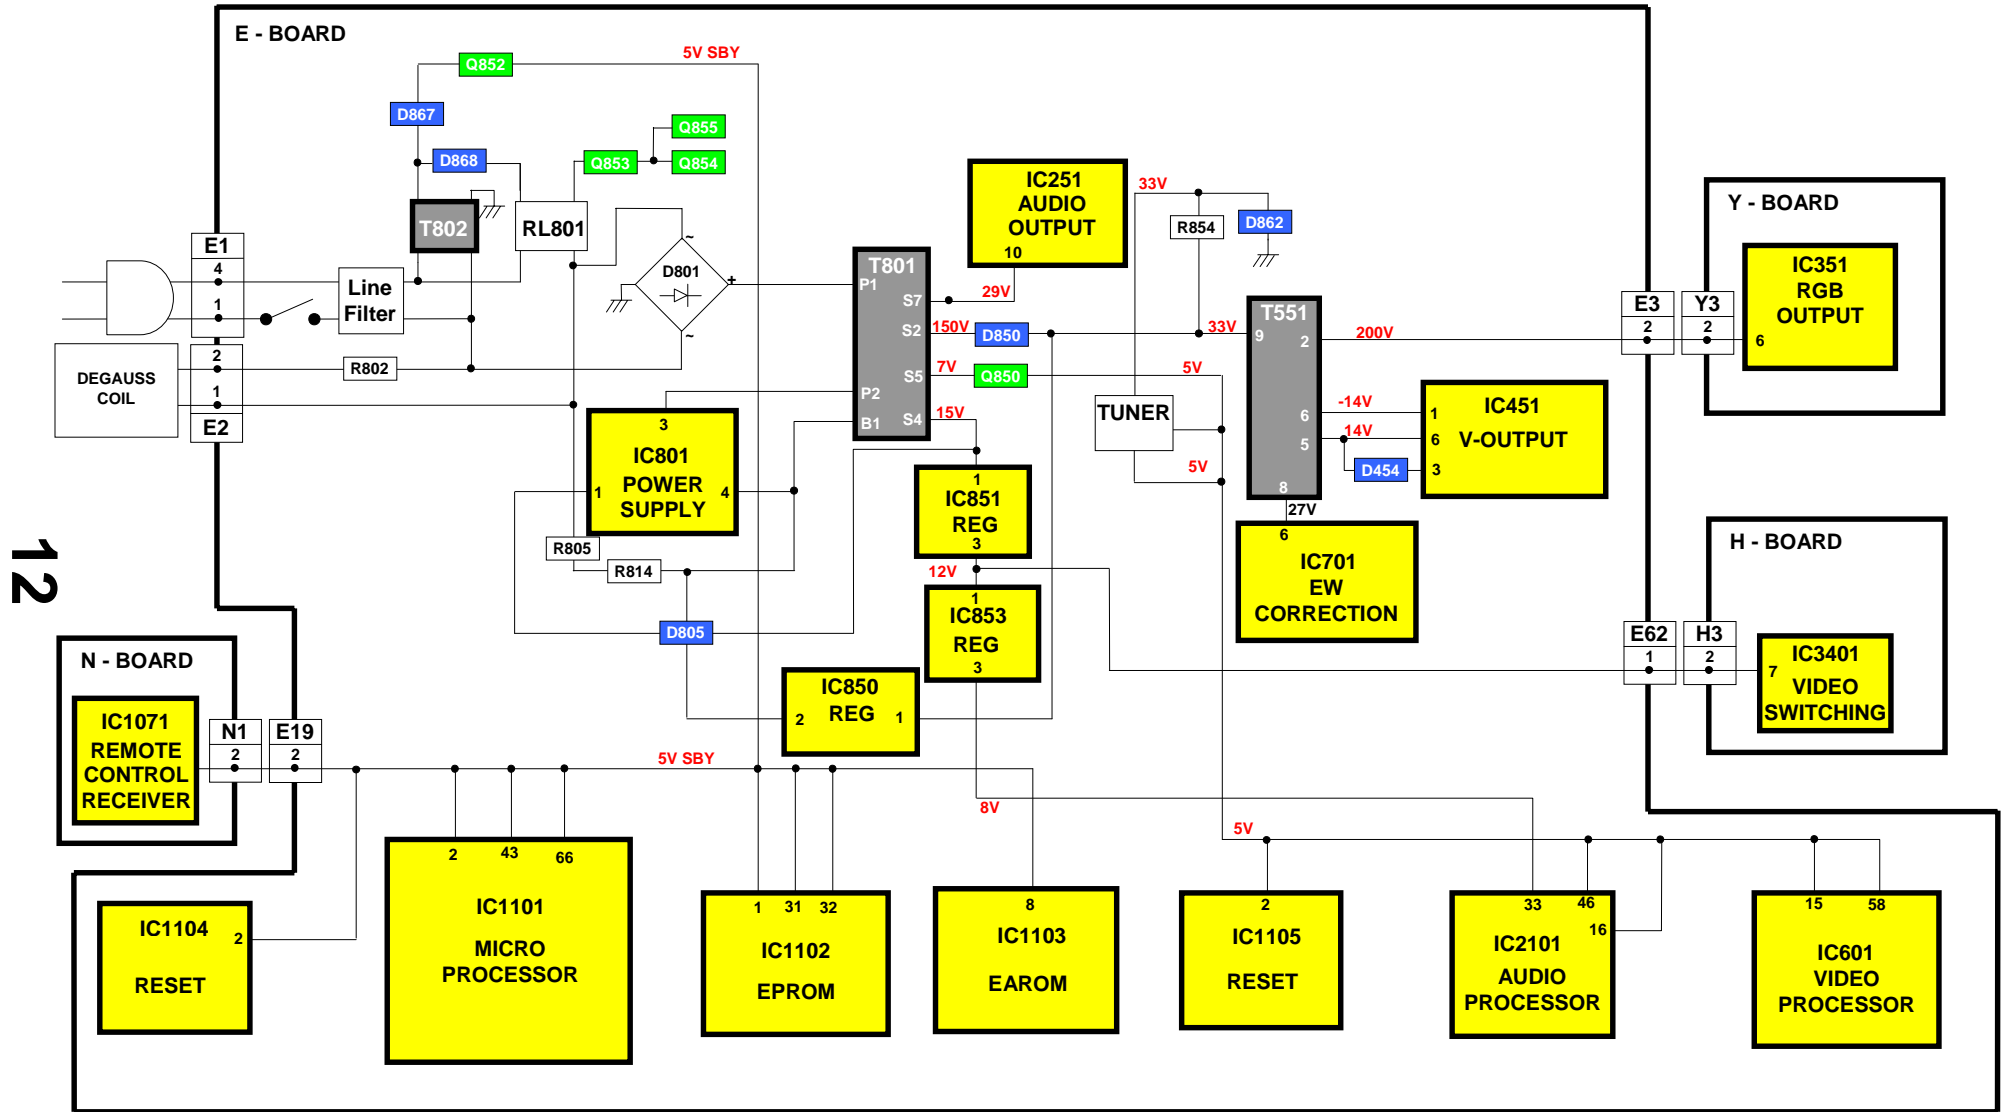 E - BOARD
Q852
5V SBY
D867
D868
Q855
Q853
Q854
T802
RL801
E1
4
1
Line
Filter
D801
~
+
~
2
1
E2
DEGAUSS
COIL
R802
T801
P1
S7
S2
S5
P2
B1
S4
29V
150V
7V
15V
D850
Q850
IC251
AUDIO
OUTPUT
10
33V
R854
D862
33V
5V
TUNER
5V
T551
9
2
6
5
8
200V
-14V
14V
D454
27V
IC451
V-OUTPUT
1
6
3
6
IC701
EW
CORRECTION
E3
2
Y3
2
Y - BOARD
IC351
RGB
OUTPUT
6
3
IC801
POWER
SUPPLY
1
4
R805
R814
D805
1
IC851
REG
3
12V
1
IC853
REG
3
IC850
REG
2
1
H - BOARD
E62
1
H3
2
IC3401
7
VIDEO
SWITCHING
12
N - BOARD
IC1071
REMOTE
CONTROL
RECEIVER
N1
2
E19
2
5V SBY
8V
5V
IC1104
2
RESET
2
43
66
IC1101
MICRO
PROCESSOR
1
31
32
IC1102
EPROM
8
IC1103
EAROM
2
IC1105
RESET
33
46
16
IC2101
AUDIO
PROCESSOR
15
58
IC601
VIDEO
PROCESSOR